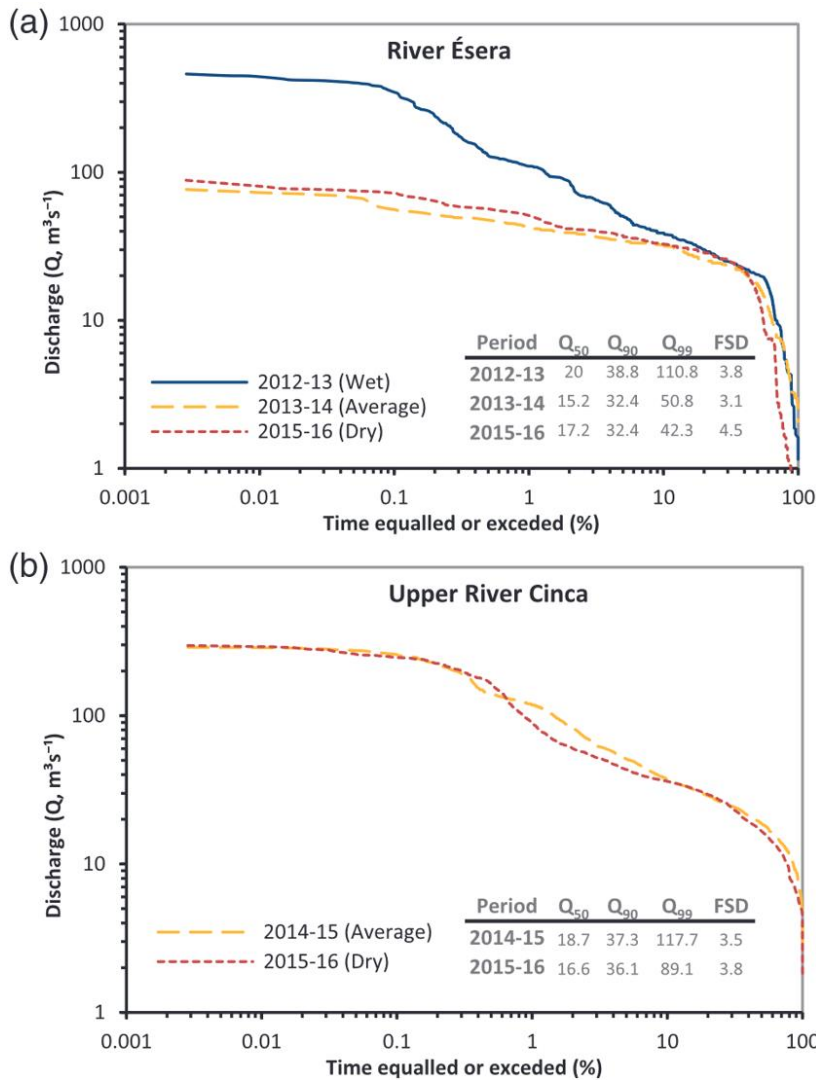 (a)
1000
River Ésera
100
Discharge (Q, m³s⁻¹)
10
Period Q₅₀ Q₉₀ Q₉₉ FSD
2012-13 20 38.8 110.8 3.8
2012-13 (Wet)
2013-14 15.2 32.4 50.8 3.1
2013-14 (Average)
2015-16 17.2 32.4 42.3 4.5
2015-16 (Dry)
1
0.001 0.01 0.1 1 10 100
Time equalled or exceded (%)
(b)
1000
Upper River Cinca
100
Discharge (Q, m³s⁻¹)
10
Period Q₅₀ Q₉₀ Q₉₉ FSD
2014-15 (Average)
2014-15 18.7 37.3 117.7 3.5
2015-16 (Dry)
2015-16 16.6 36.1 89.1 3.8
1
0.001 0.01 0.1 1 10 100
Time equalled or exceded (%)